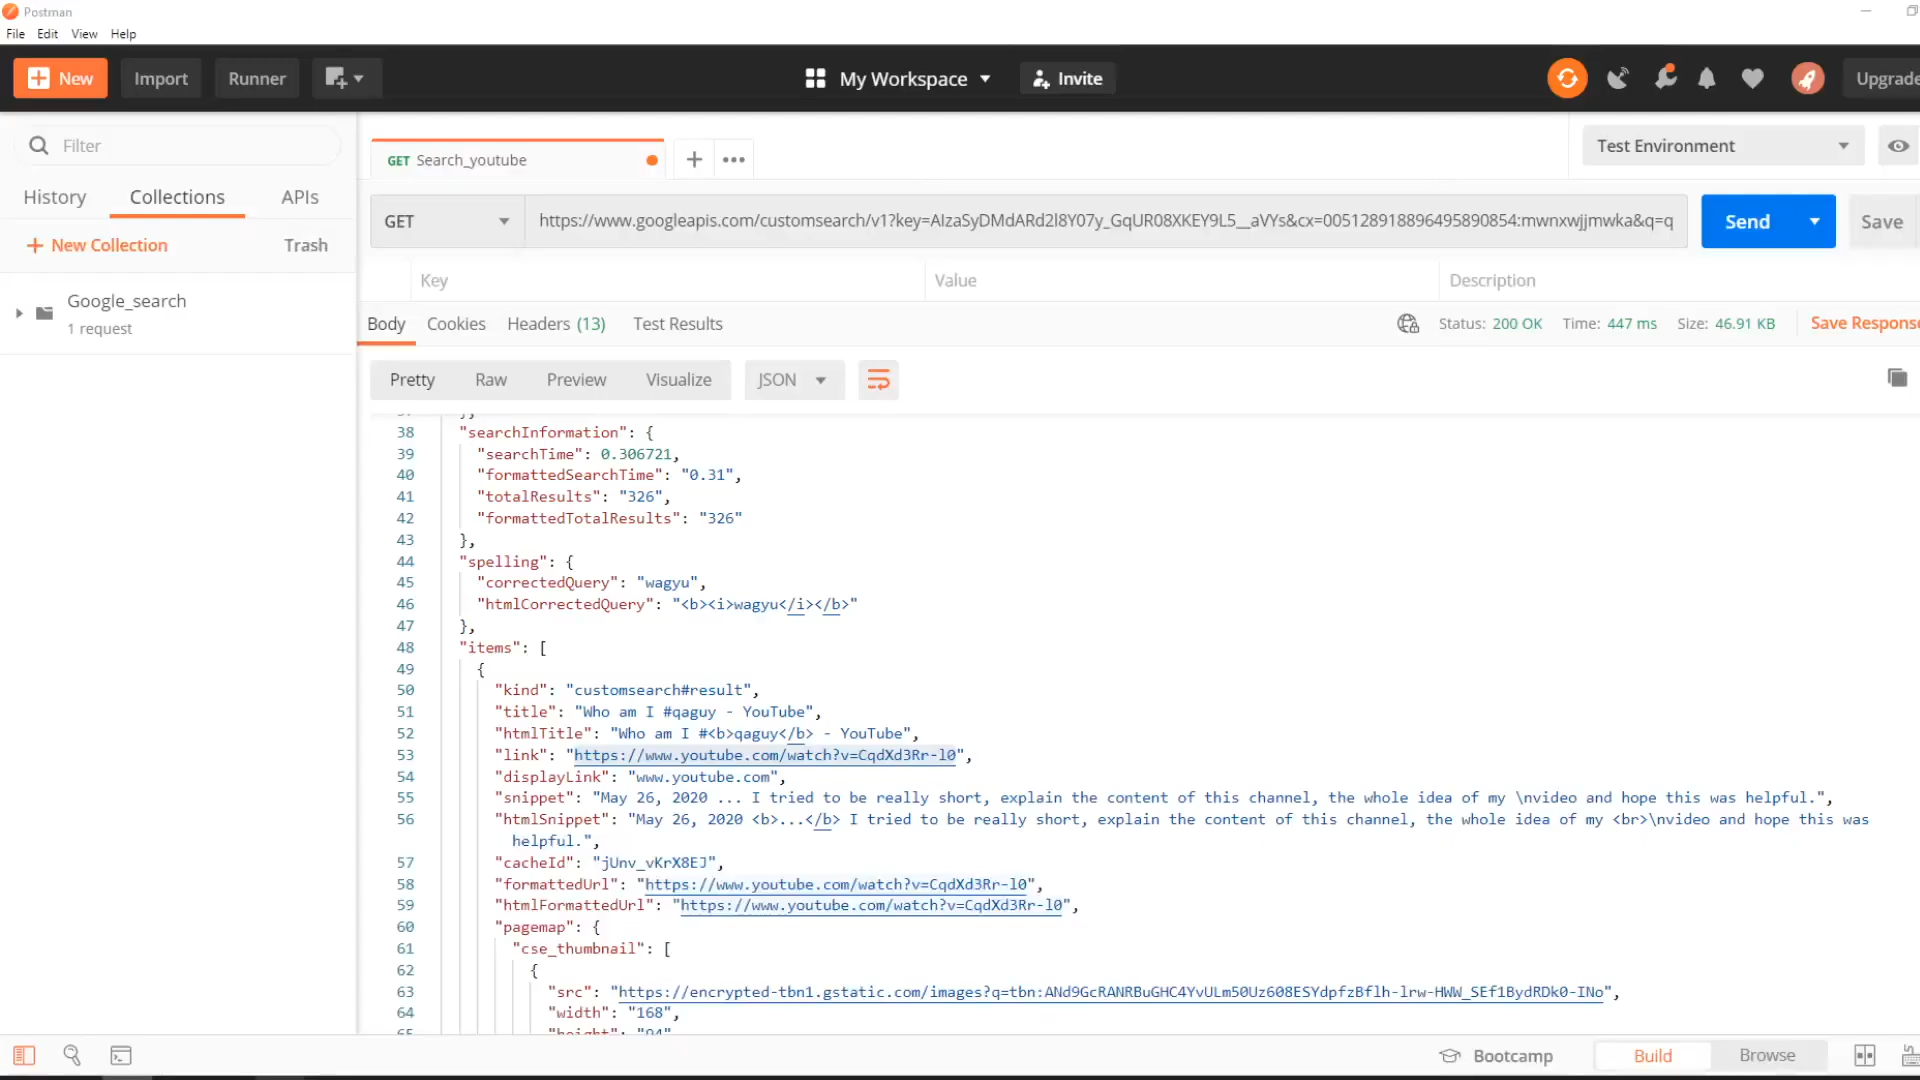 Postman
File Edit View Help
New Import Runner My Workspace Invite Upgrade
Filter
History Collections APIs
New Collection Trash
Google_search
1 request
GET Search_youtube
Test Environment
GET https://www.googleapis.com/customsearch/v1?key=AIzaSyDMdARd2l8Y07y_GqUR08XKEY9L5__aVYs&cx=005128918896495890854:mwnxwjjmwka&q=q Send Save
Key Value Description
Body Cookies Headers (13) Test Results Status: 200 OK Time: 447 ms Size: 46.91 KB Save Response
Pretty Raw Preview Visualize JSON
38 "searchInformation": {
39 "searchTime": 0.306721,
40 "formattedSearchTime": "0.31",
41 "totalResults": "326",
42 "formattedTotalResults": "326"
43 },
44 "spelling": {
45 "correctedQuery": "wagyu",
46 "htmlCorrectedQuery": "<b><i>wagyu</i></b>"
47 },
48 "items": [
49 {
50 "kind": "customsearch#result",
51 "title": "Who am I #qaguy - YouTube",
52 "htmlTitle": "Who am I #<b>qaguy</b> - YouTube",
53 "link": "https://www.youtube.com/watch?v=CqdXd3Rr-l0",
54 "displayLink": "www.youtube.com",
55 "snippet": "May 26, 2020 ... I tried to be really short, explain the content of this channel, the whole idea of my \nvideo and hope this was helpful.",
56 "htmlSnippet": "May 26, 2020 <b>...</b> I tried to be really short, explain the content of this channel, the whole idea of my <br>\nvideo and hope this was
helpful.",
57 "cacheId": "jUnv_vKrX8EJ",
58 "formattedUrl": "https://www.youtube.com/watch?v=CqdXd3Rr-l0",
59 "htmlFormattedUrl": "https://www.youtube.com/watch?v=CqdXd3Rr-l0",
60 "pagemap": {
61 "cse_thumbnail": [
62 {
63 "src": "https://encrypted-tbn1.gstatic.com/images?q=tbn:ANd9GcRANRBuGHC4YvULm50Uz608ESYdpfzBflh-lrw-HWW_SEf1BydRDk0-INo",
64 "width": "168",
65 "height": "94"
Bootcamp Build Browse